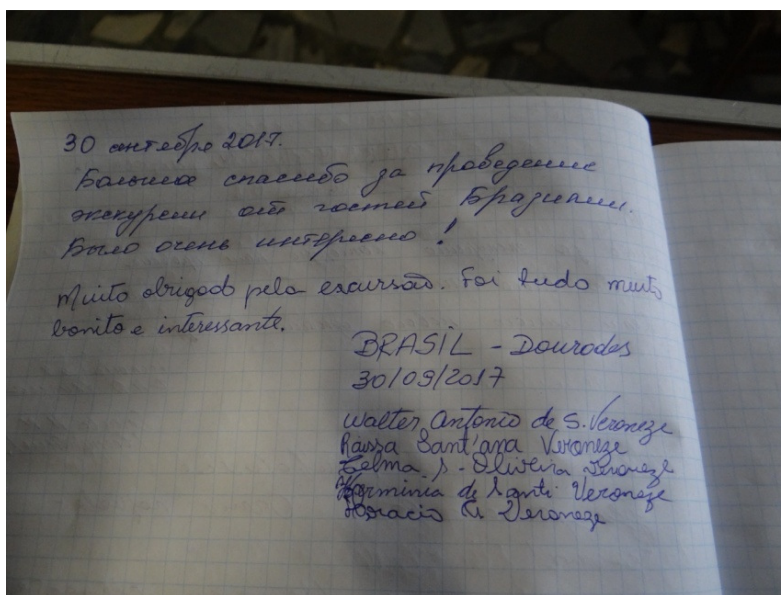 30 сентября 2017.
Большое спасибо за проведение
экскурсии от гостей Бразилии.
Было очень интересно!
Muito obrigado pela excursão. Foi tudo muito
bonito e interessante.
BRASIL - Dourados
30/09/2017
Walter Antonio de S. Veroneze
Raissa Sant'ana Veroneze
Telma S. Oliveira Veroneze
Herminia de Santi Veroneze
Horacio Veroneze